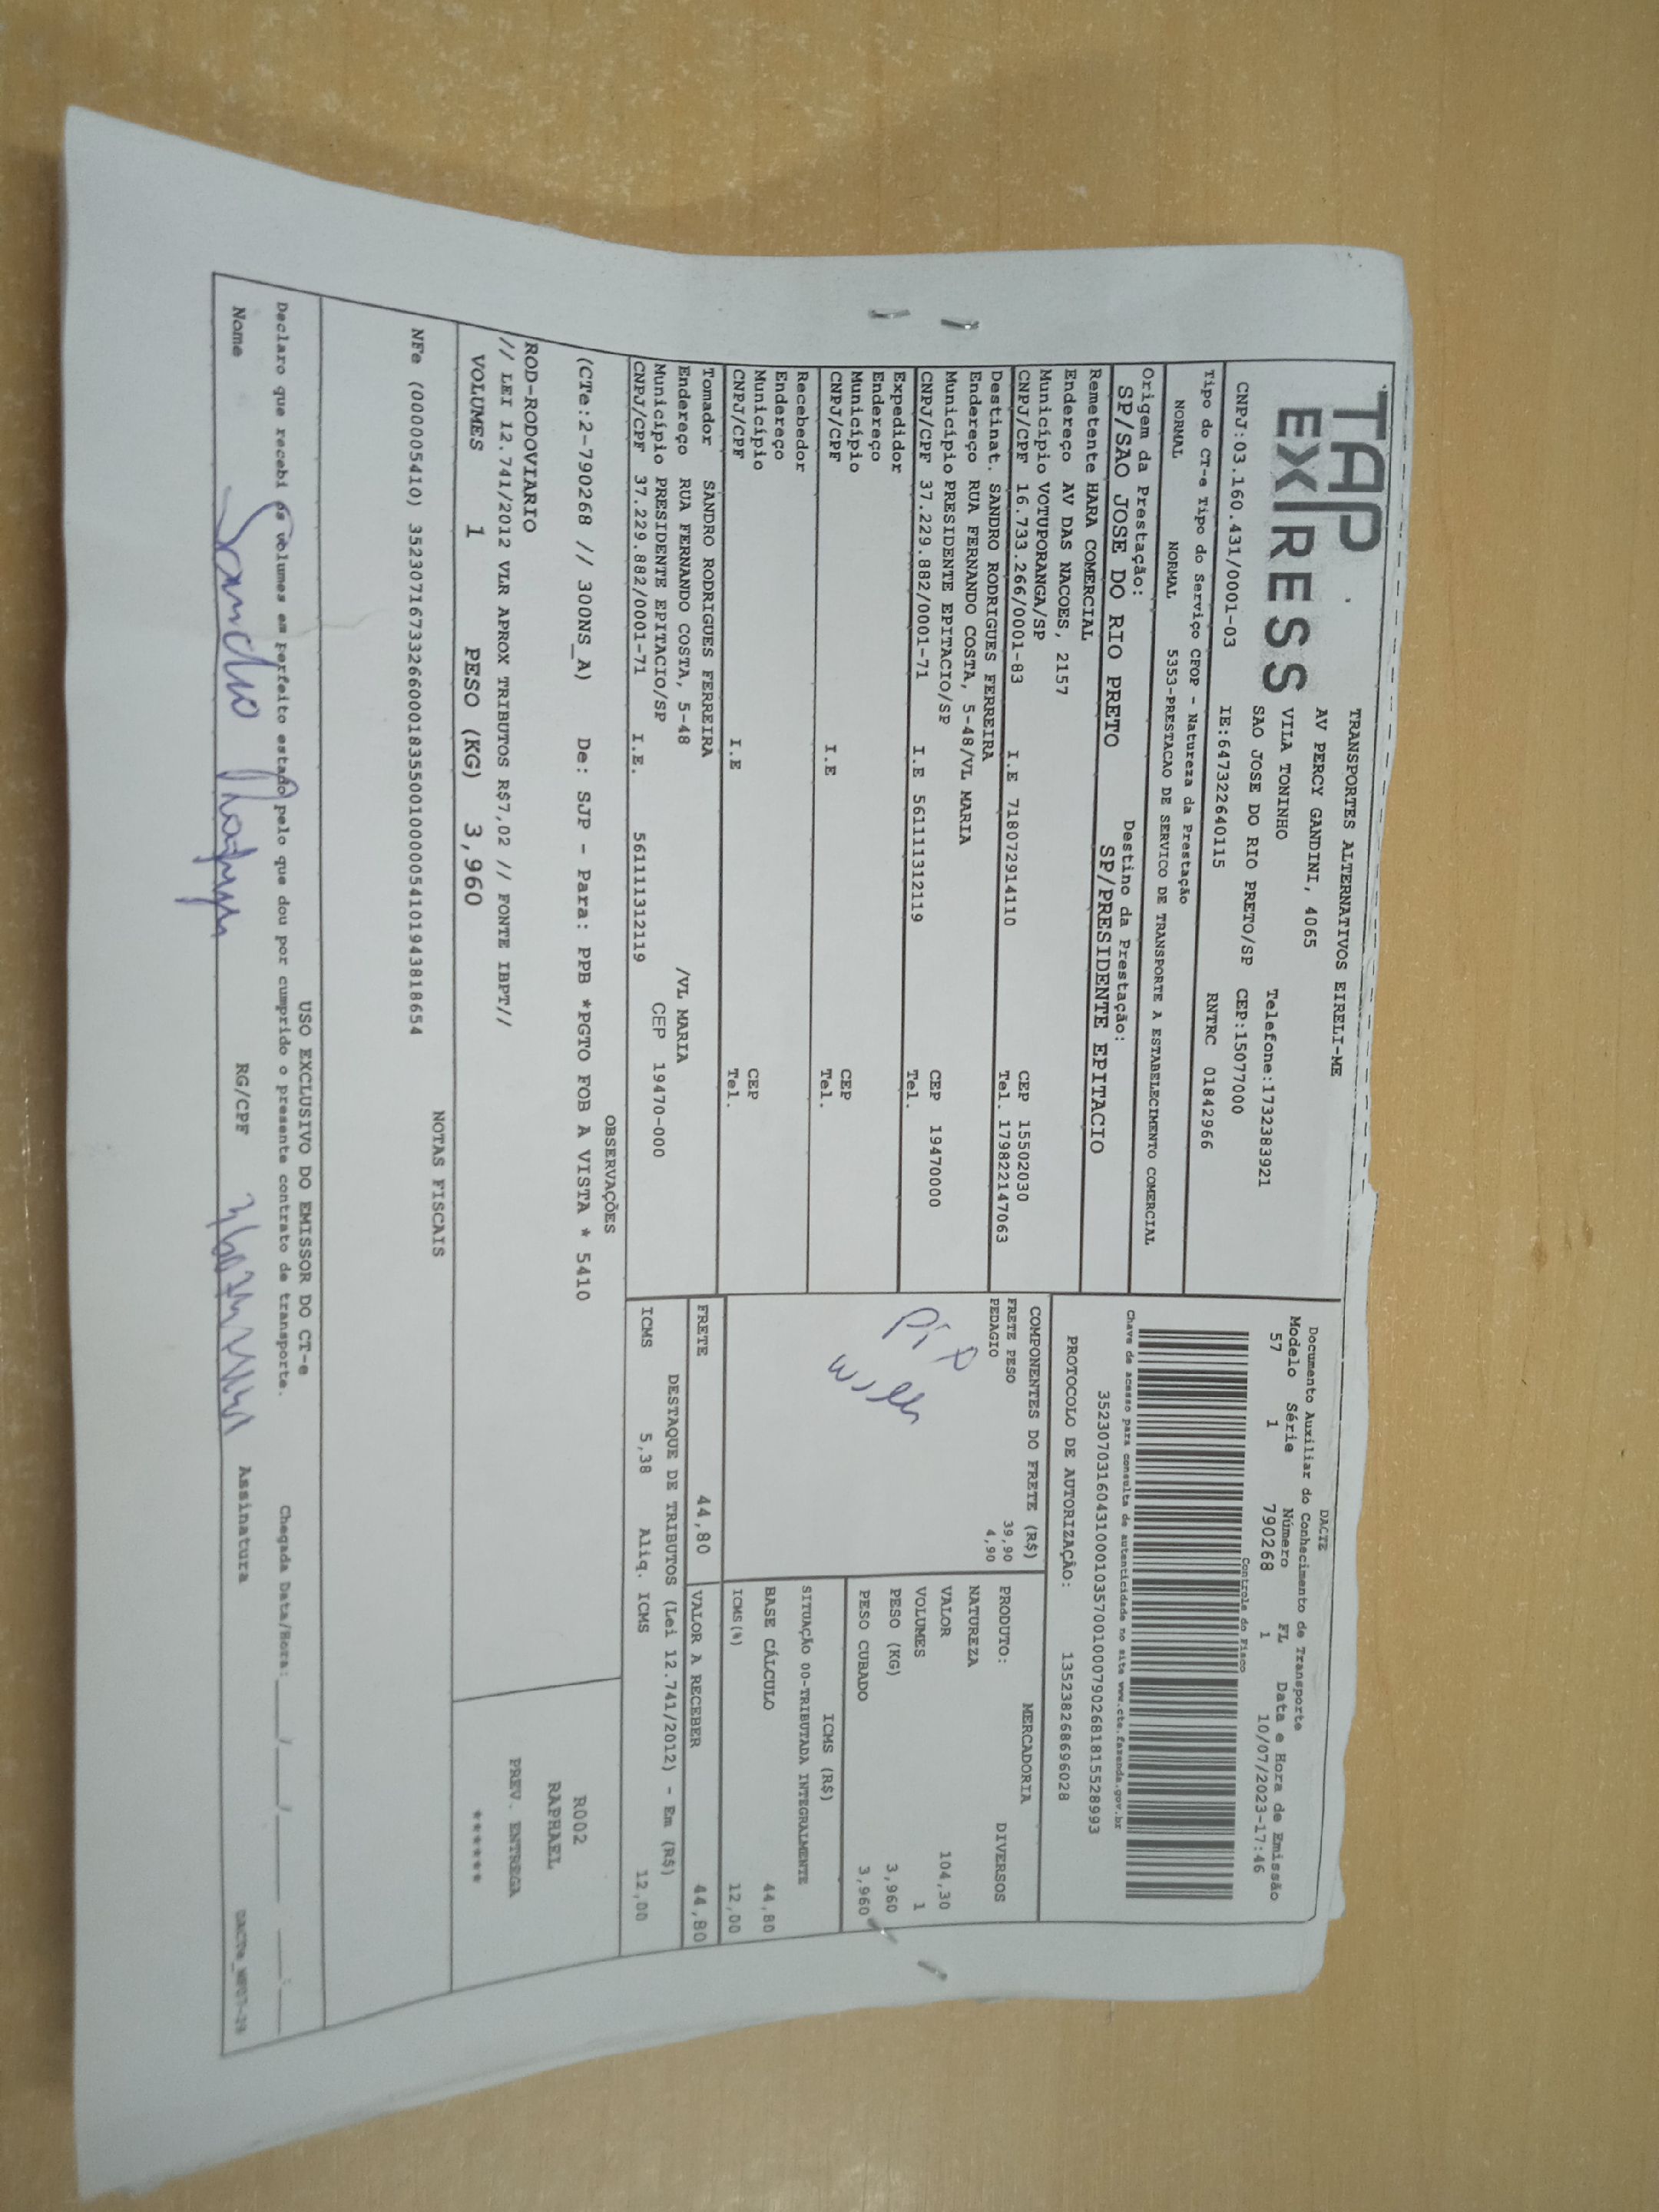 TAP
EXPRESS
TRANSPORTES ALTERNATIVOS EIRELI-ME
AV PERCY GANDINI, 4065
VILA TONINHO
Telefone:1732383921
SAO JOSE DO RIO PRETO/SP CEP:15077000
CNPJ:03.160.431/0001-03 IE:647322640115 RNTRC 01842966
DACTE
Documento Auxiliar do Conhecimento de Transporte
Modelo Série Número FL Data e Hora de Emissão
57 1 790268 1 10/07/2023-17:46
Controle do Fisco
Tipo do CT-e Tipo do Serviço CFOP - Natureza da Prestação
NORMAL NORMAL 5353-PRESTACAO DE SERVICO DE TRANSPORTE A ESTABELECIMENTO COMERCIAL
Chave de acesso para consulta de autenticidade no site www.cte.fazenda.gov.br
35230703160431000103570010007902681815528993
PROTOCOLO DE AUTORIZAÇÃO: 135238268696028
Origem da Prestação: Destino da Prestação:
SP/SAO JOSE DO RIO PRETO SP/PRESIDENTE EPITACIO
Remetente HARA COMERCIAL
Endereço AV DAS NACOES, 2157
Município VOTUPORANGA/SP CEP 15502030
CNPJ/CPF 16.733.266/0001-83 I.E 718072914110 Tel. 179822147063
Destinat. SANDRO RODRIGUES FERREIRA
Endereço RUA FERNANDO COSTA, 5-48/VL MARIA
Município PRESIDENTE EPITACIO/SP CEP 19470000
CNPJ/CPF 37.229.882/0001-71 I.E 561111312119 Tel.
Expedidor
Endereço
Município CEP
CNPJ/CPF I.E Tel.
Recebedor
Endereço
Município CEP
CNPJ/CPF I.E Tel.
Tomador SANDRO RODRIGUES FERREIRA
Endereço RUA FERNANDO COSTA, 5-48 /VL MARIA
Município PRESIDENTE EPITACIO/SP CEP 19470-000
CNPJ/CPF 37.229.882/0001-71 I.E. 561111312119
COMPONENTES DO FRETE (R$)
FRETE PESO 39,90
PEDAGIO 4,90
FRETE 44,80
MERCADORIA
PRODUTO: DIVERSOS
NATUREZA
VALOR 104,30
VOLUMES 1
PESO (KG) 3,960
PESO CUBADO 3,960
ICMS (R$)
SITUAÇÃO 00-TRIBUTADA INTEGRALMENTE
BASE CÁLCULO 44,80
ICMS(%) 12,00
VALOR A RECEBER 44,80
DESTAQUE DE TRIBUTOS (Lei 12.741/2012) - Em (R$)
ICMS 5,38 Aliq. ICMS 12,00
OBSERVAÇÕES
(CTe:2-790268 // 300NS_A) De: SJP - Para: PPB *PGTO FOB A VISTA * 5410
ROD-RODOVIARIO
// LEI 12.741/2012 VLR APROX TRIBUTOS R$7,02 // FONTE IBPT//
R002
RAPHAEL
PREV. ENTREGA
******
VOLUMES 1 PESO (KG) 3,960
NOTAS FISCAIS
NFe (000005410) 35230716733266000183550010000054101943818654
USO EXCLUSIVO DO EMISSOR DO CT-e
Declaro que recebi os volumes em perfeito estado pelo que dou por cumprido o presente contrato de transporte. Chegada Data/Hora: ___/___/_____ ___:___
Nome RG/CPF Assinatura